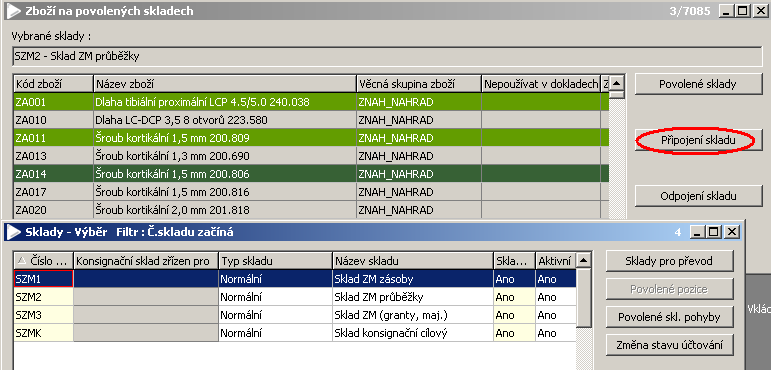 Zboží na povolených skladech 3/7085
Vybrané sklady :
SZM2 - Sklad ZM průběžky
Kód zboží Název zboží Věcná skupina zboží Nepoužívat v dokladech Z
ZA001 Dlaha tibiální proximální LCP 4.5/5.0 240.038 ZNAH_NAHRAD
ZA010 Dlaha LC-DCP 3,5 8 otvorů 223.580 ZNAH_NAHRAD
ZA011 Šroub kortikální 1,5 mm 200.809 ZNAH_NAHRAD
ZA013 Šroub kortikální 1,3 mm 200.690 ZNAH_NAHRAD
ZA014 Šroub kortikální 1,5 mm 200.806 ZNAH_NAHRAD
ZA017 Šroub kortikální 1,5 mm 200.816 ZNAH_NAHRAD
ZA020 Šroub kortikální 2,0 mm 201.818 ZNAH_NAHRAD
Povolené sklady
Připojení skladu
Odpojení skladu
Sklady - Výběr Filtr : Č.skladu začíná 4
Číslo ... Konsignační sklad zřízen pro Typ skladu Název skladu Skla... Aktivní
SZM1 Normální Sklad ZM zásoby Ano Ano
SZM2 Normální Sklad ZM průběžky Ano Ano
SZM3 Normální Sklad ZM (granty, maj.) Ano Ano
SZMK Normální Sklad konsignační cílový Ano Ano
Sklady pro převod
Povolené pozice
Povolené skl. pohyby
Změna stavu účtování
Vklác